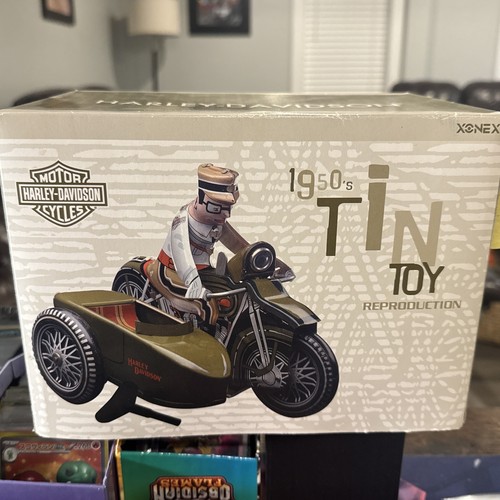 HARLEY-DAVIDSON
XONEX
MOTOR
HARLEY-DAVIDSON
CYCLES
1950's
TiN
TOY
REPRODUCTION
HARLEY
DAVIDSON
OBSIDIAN
FLAMES